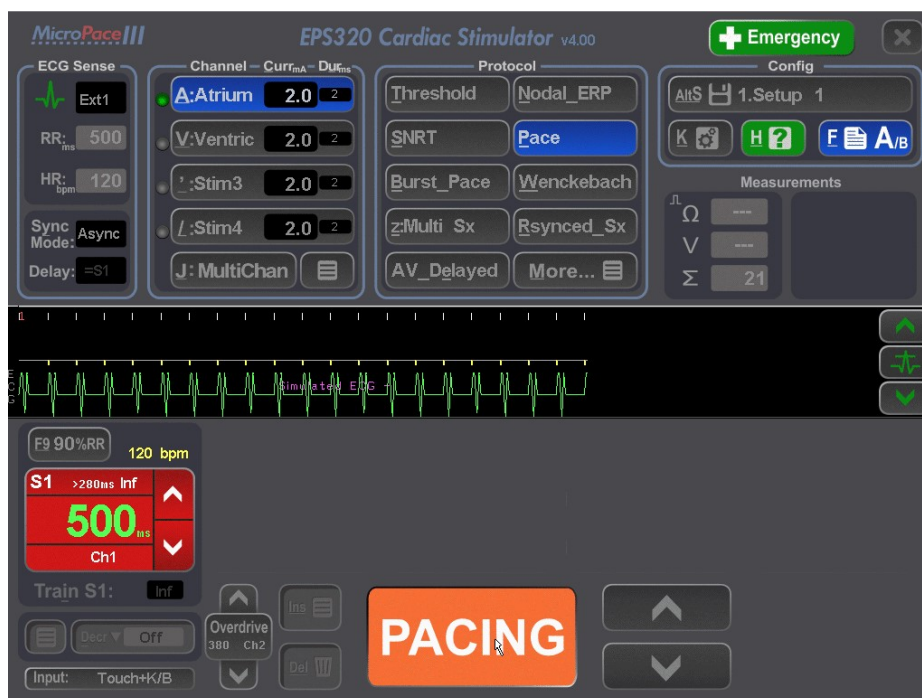 MicroPace III
EPS320 Cardiac Stimulator v4.00
Emergency
ECG Sense
Ext1
RR: ms 500
HR: bpm 120
Sync Mode: Async
Delay: =S1
Channel Curr mA Dur ms
A:Atrium 2.0 2
V:Ventric 2.0 2
':Stim3 2.0 2
/:Stim4 2.0 2
J: MultiChan
Protocol
Threshold Nodal_ERP
SNRT Pace
Burst_Pace Wenckebach
z:Multi Sx Rsynced_Sx
AV_Delayed More...
Config
AltS 1.Setup 1
K H ? F A/B
Measurements
Ω ---
V ---
Σ 21
1
ECG
Simulated ECG -
F9 90%RR
120 bpm
S1 >280ms Inf
500 ms
Ch1
Train S1: Inf
Decr ▼ Off
Input: Touch+K/B
Overdrive
380 Ch2
Ins
Del
PACING